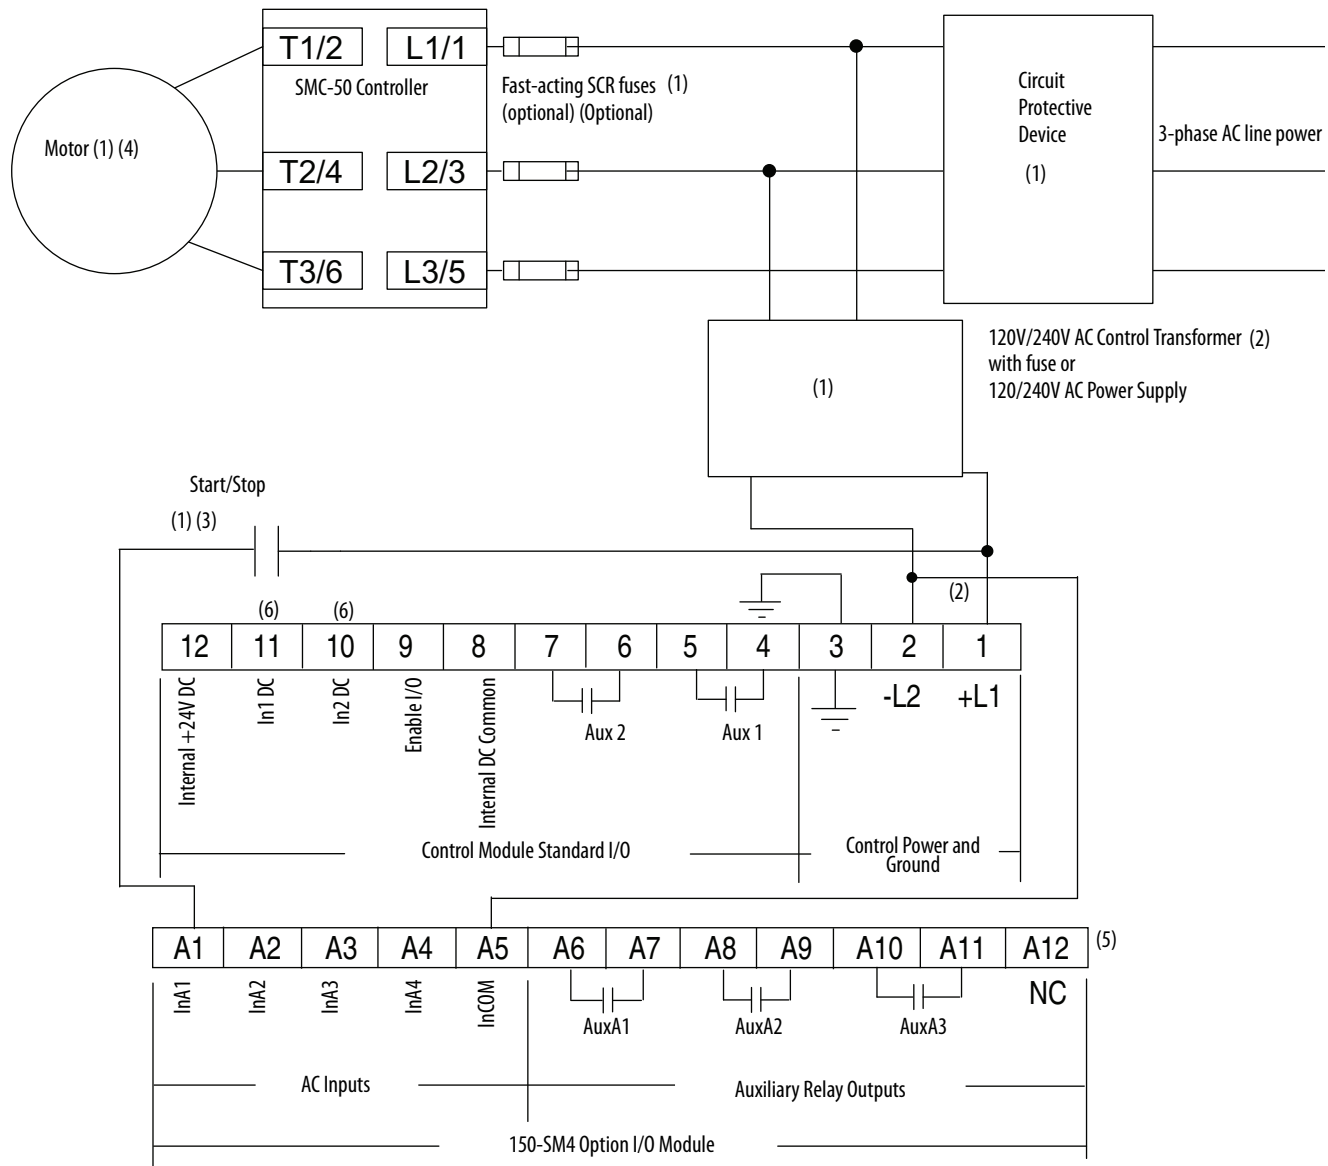 T1/2 L1/1
SMC-50 Controller
Fast-acting SCR fuses (1)
(optional) (Optional)
Circuit
Protective
Device
(1)
3-phase AC line power
Motor (1) (4)
T2/4 L2/3
T3/6 L3/5
120V/240V AC Control Transformer (2)
with fuse or
120/240V AC Power Supply
(1)
Start/Stop
(1) (3)
(2)
(6) (6)
12 11 10 9 8 7 6 5 4 3 2 1
Internal +24V DC
In1 DC
In2 DC
Enable I/O
Internal DC Common
Aux 2
Aux 1
-L2 +L1
Control Module Standard I/O
Control Power and
Ground
A1 A2 A3 A4 A5 A6 A7 A8 A9 A10 A11 A12 (5)
InA1
InA2
InA3
InA4
InCOM
AuxA1
AuxA2
AuxA3
NC
AC Inputs
Auxiliary Relay Outputs
150-SM4 Option I/O Module